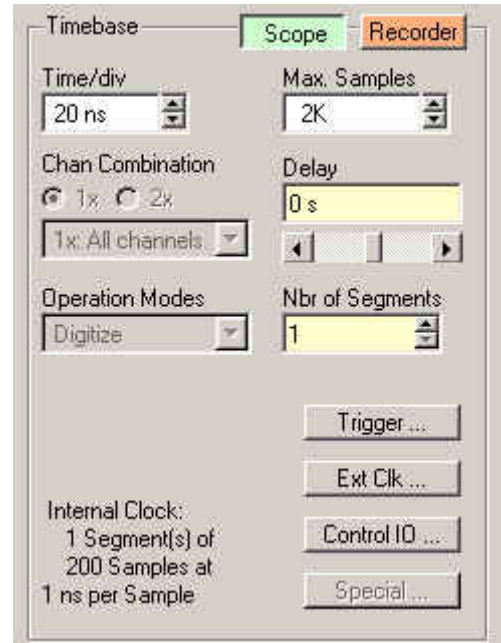 Timebase
Scope
Recorder
Time/div
Max. Samples
20 ns
2K
Chan Combination
Delay
1x
2x
0 s
1x: All channels
Operation Modes
Nbr of Segments
Digitize
1
Trigger ...
Ext Clk ...
Internal Clock:
1 Segment(s) of
200 Samples at
1 ns per Sample
Control IO ...
Special ...